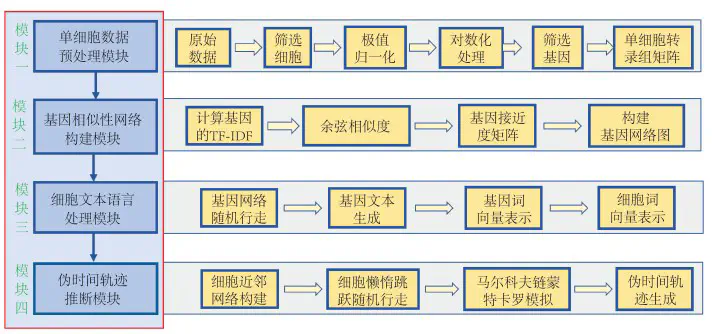 模块一
单细胞数据
预处理模块
原始
数据
筛选
细胞
极值
归一化
对数化
处理
筛选
基因
单细胞转
录组矩阵
模块二
基因相似性网络
构建模块
计算基因
的TF-IDF
余弦相似度
基因接近
度矩阵
构建
基因网络图
模块三
细胞文本语言
处理模块
基因网络
随机行走
基因文本
生成
基因词
向量表示
细胞词
向量表示
模块四
伪时间轨迹
推断模块
细胞近邻
网络构建
细胞懒惰跳
跃随机行走
马尔科夫链蒙
特卡罗模拟
伪时间轨
迹生成